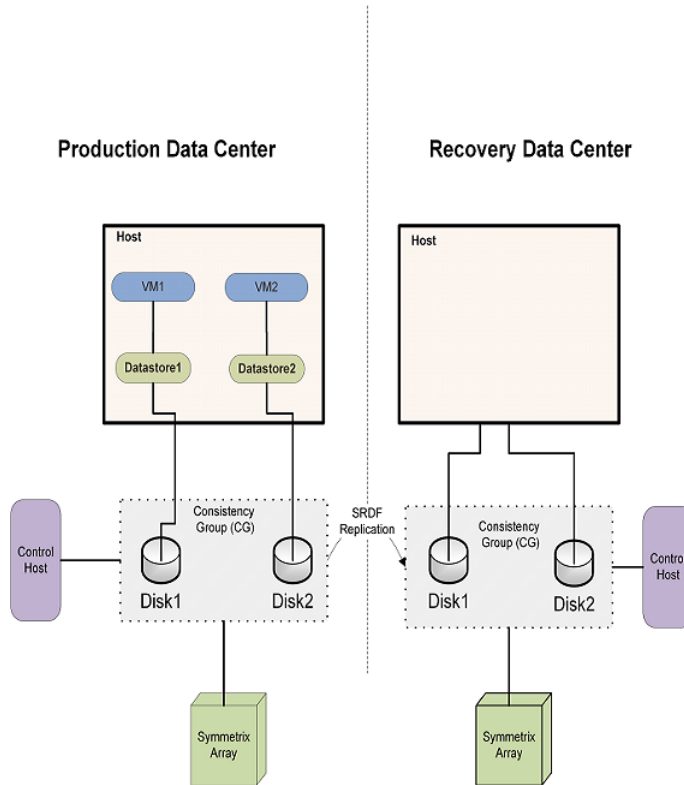 Production Data Center
Recovery Data Center
Host
VM1
VM2
Datastore1
Datastore2
Host
Control
Host
Consistency
Group (CG)
Disk1
Disk2
SRDF
Replication
Consistency
Group (CG)
Disk1
Disk2
Control
Host
Symmetrix
Array
Symmetrix
Array